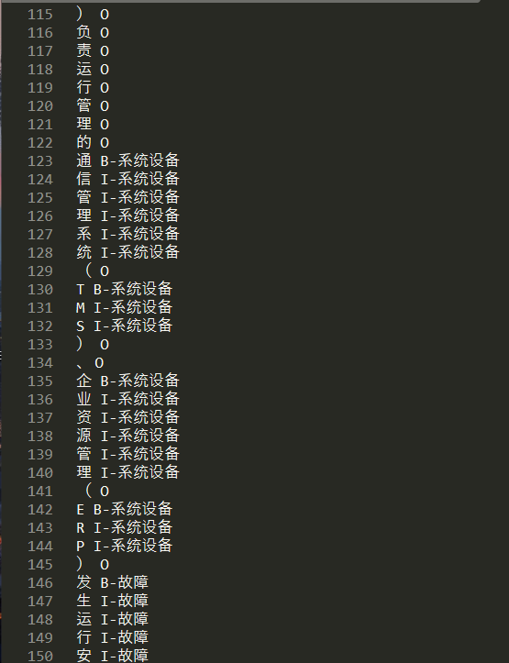 115 ） O
116 负 O
117 责 O
118 运 O
119 行 O
120 管 O
121 理 O
122 的 O
123 通 B-系统设备
124 信 I-系统设备
125 管 I-系统设备
126 理 I-系统设备
127 系 I-系统设备
128 统 I-系统设备
129 （ O
130 T B-系统设备
131 M I-系统设备
132 S I-系统设备
133 ） O
134 、 O
135 企 B-系统设备
136 业 I-系统设备
137 资 I-系统设备
138 源 I-系统设备
139 管 I-系统设备
140 理 I-系统设备
141 （ O
142 E B-系统设备
143 R I-系统设备
144 P I-系统设备
145 ） O
146 发 B-故障
147 生 I-故障
148 运 I-故障
149 行 I-故障
150 安 I-故障